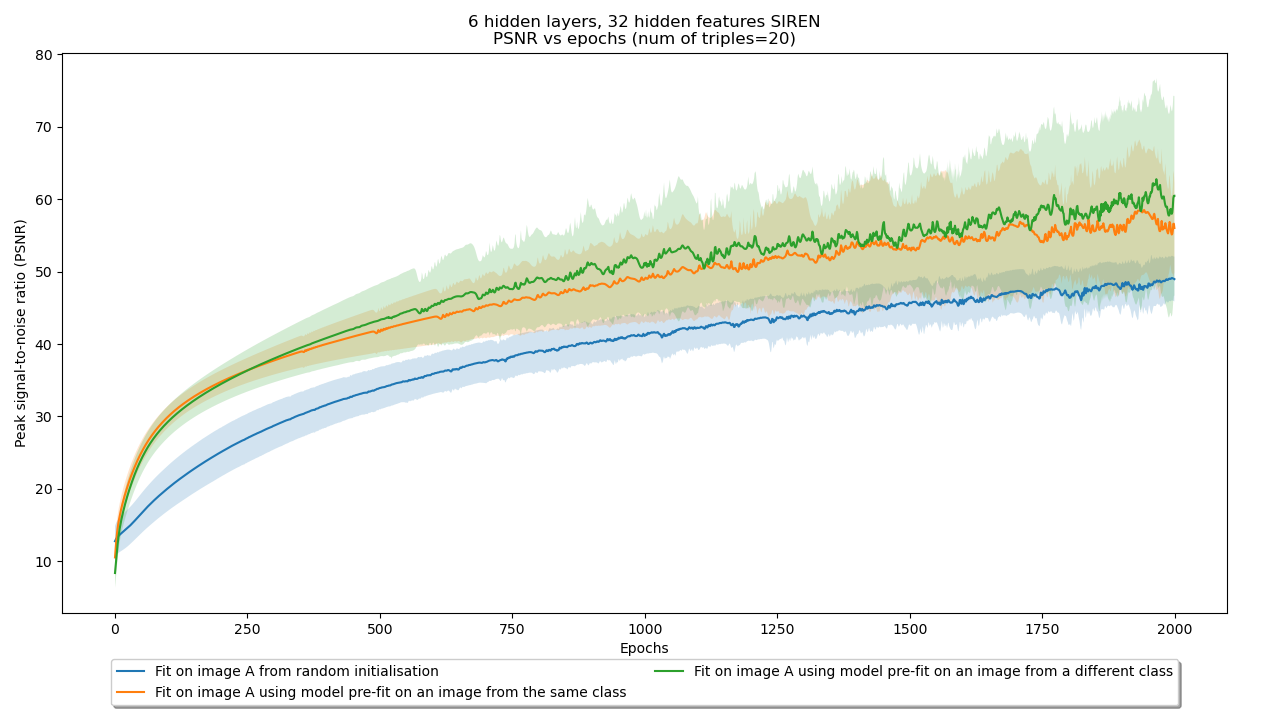 6 hidden layers, 32 hidden features SIREN
PSNR vs epochs (num of triples=20)
Peak signal-to-noise ratio (PSNR)
80
70
60
50
40
30
20
10
0 250 500 750 1000 1250 1500 1750 2000
Epochs
Fit on image A from random initialisation
Fit on image A using model pre-fit on an image from the same class
Fit on image A using model pre-fit on an image from a different class